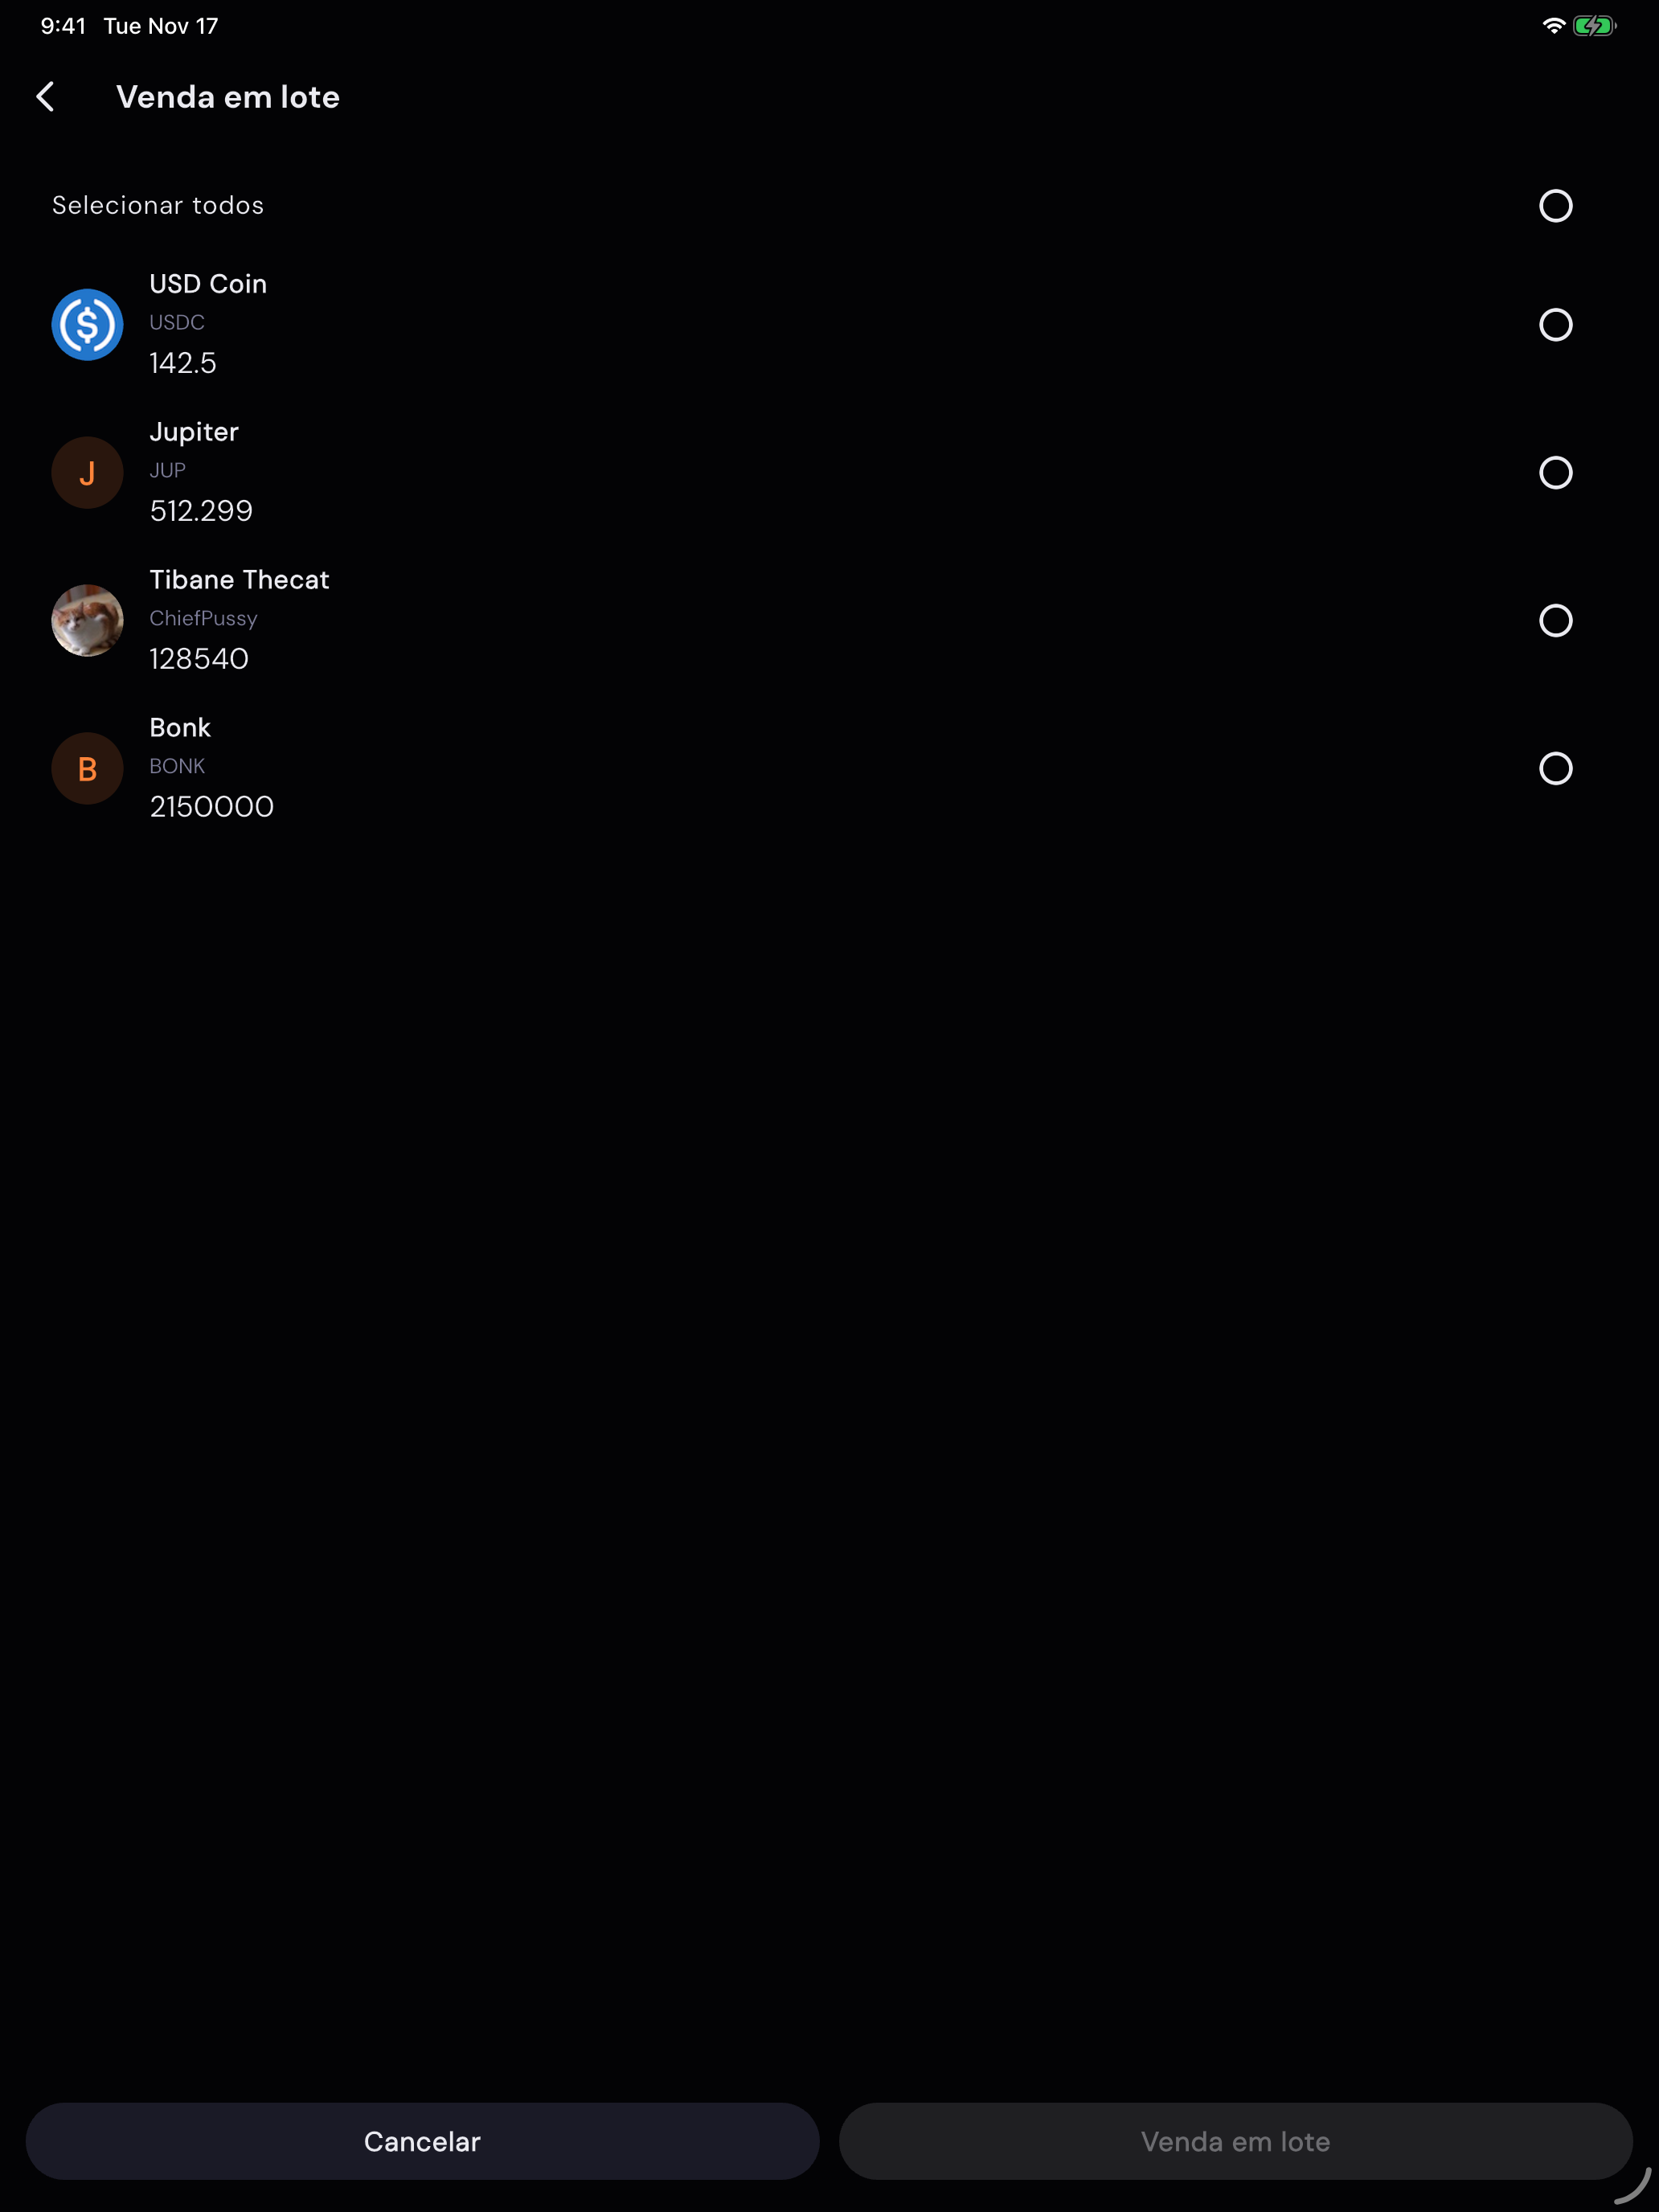 9:41 Tue Nov 17
Venda em lote
Selecionar todos
USD Coin
USDC
142.5
J
Jupiter
JUP
512.299
Tibane Thecat
ChiefPussy
128540
B
Bonk
BONK
2150000
Cancelar
Venda em lote